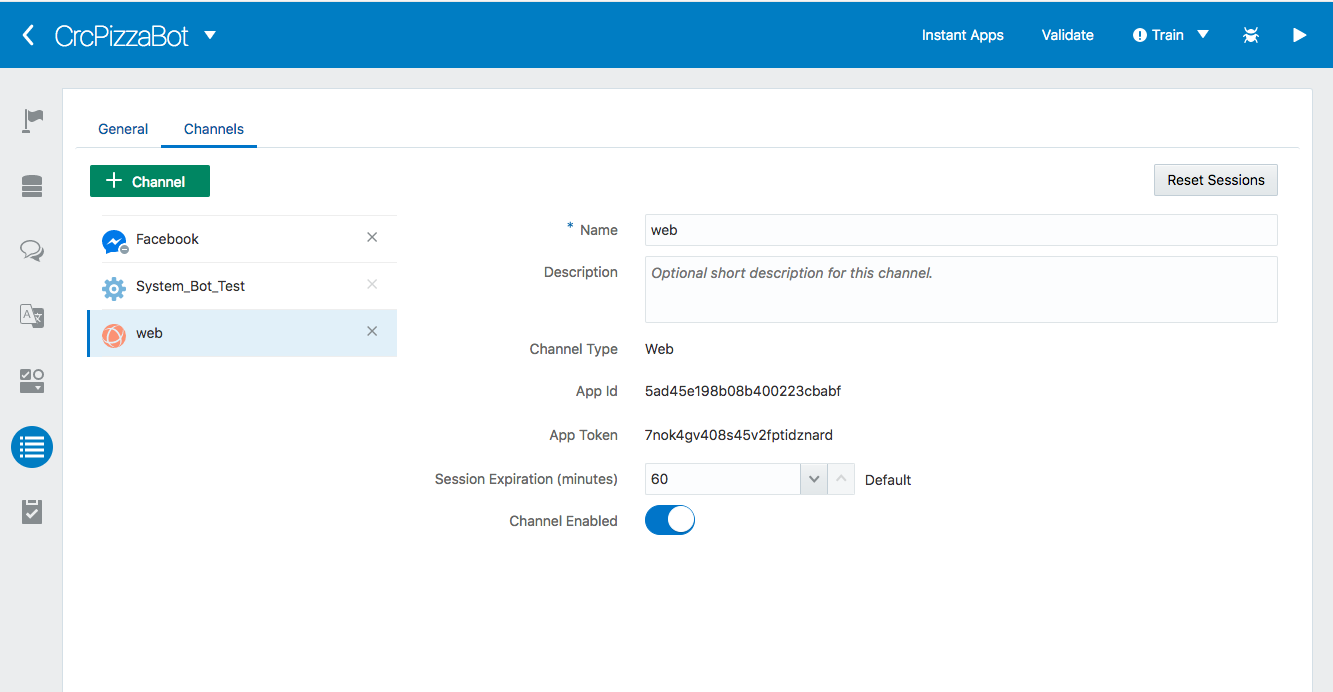 CrcPizzaBot
Instant Apps
Validate
Train
General
Channels
Channel
Reset Sessions
Facebook
System_Bot_Test
web
* Name
web
Description
Optional short description for this channel.
Channel Type
Web
App Id
5ad45e198b08b400223cbabf
App Token
7nok4gv408s45v2fptidznard
Session Expiration (minutes)
60
Default
Channel Enabled